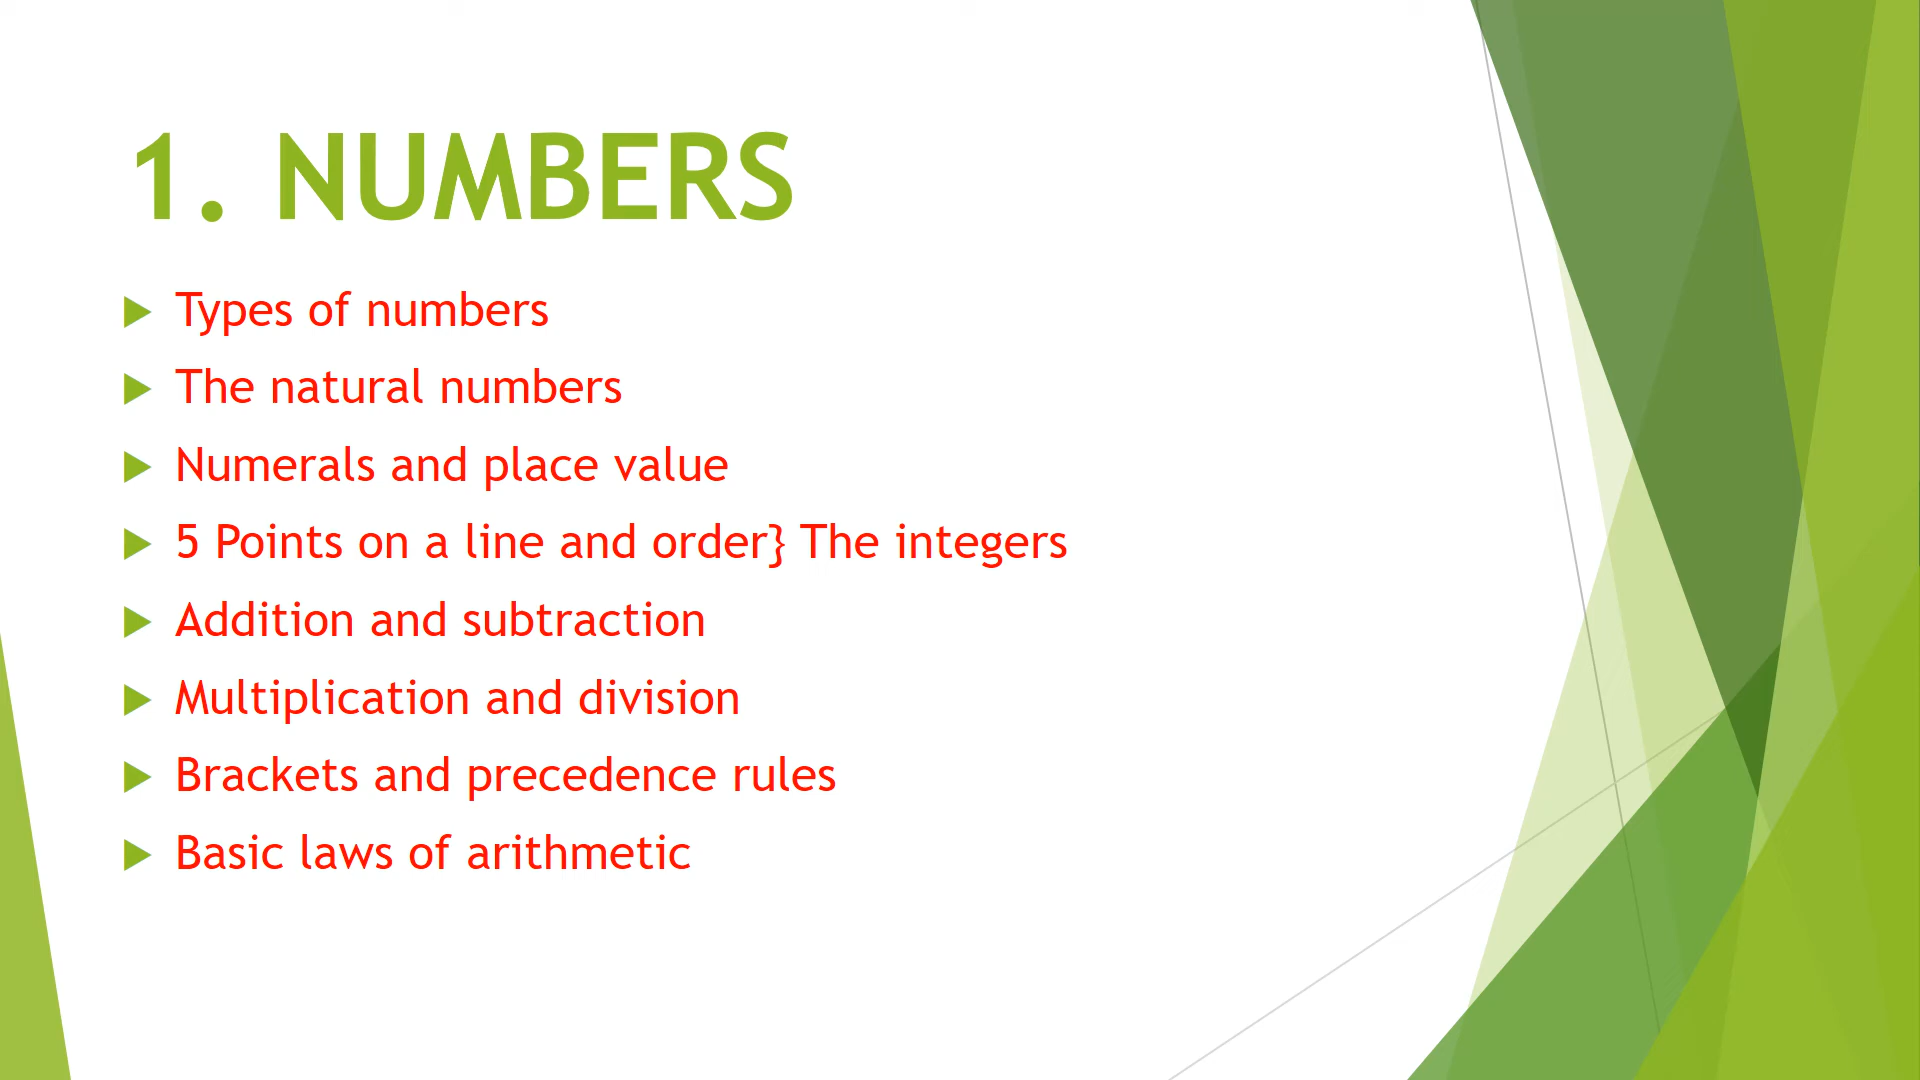 1. NUMBERS
Types of numbers
The natural numbers
Numerals and place value
5 Points on a line and order} The integers
Addition and subtraction
Multiplication and division
Brackets and precedence rules
Basic laws of arithmetic